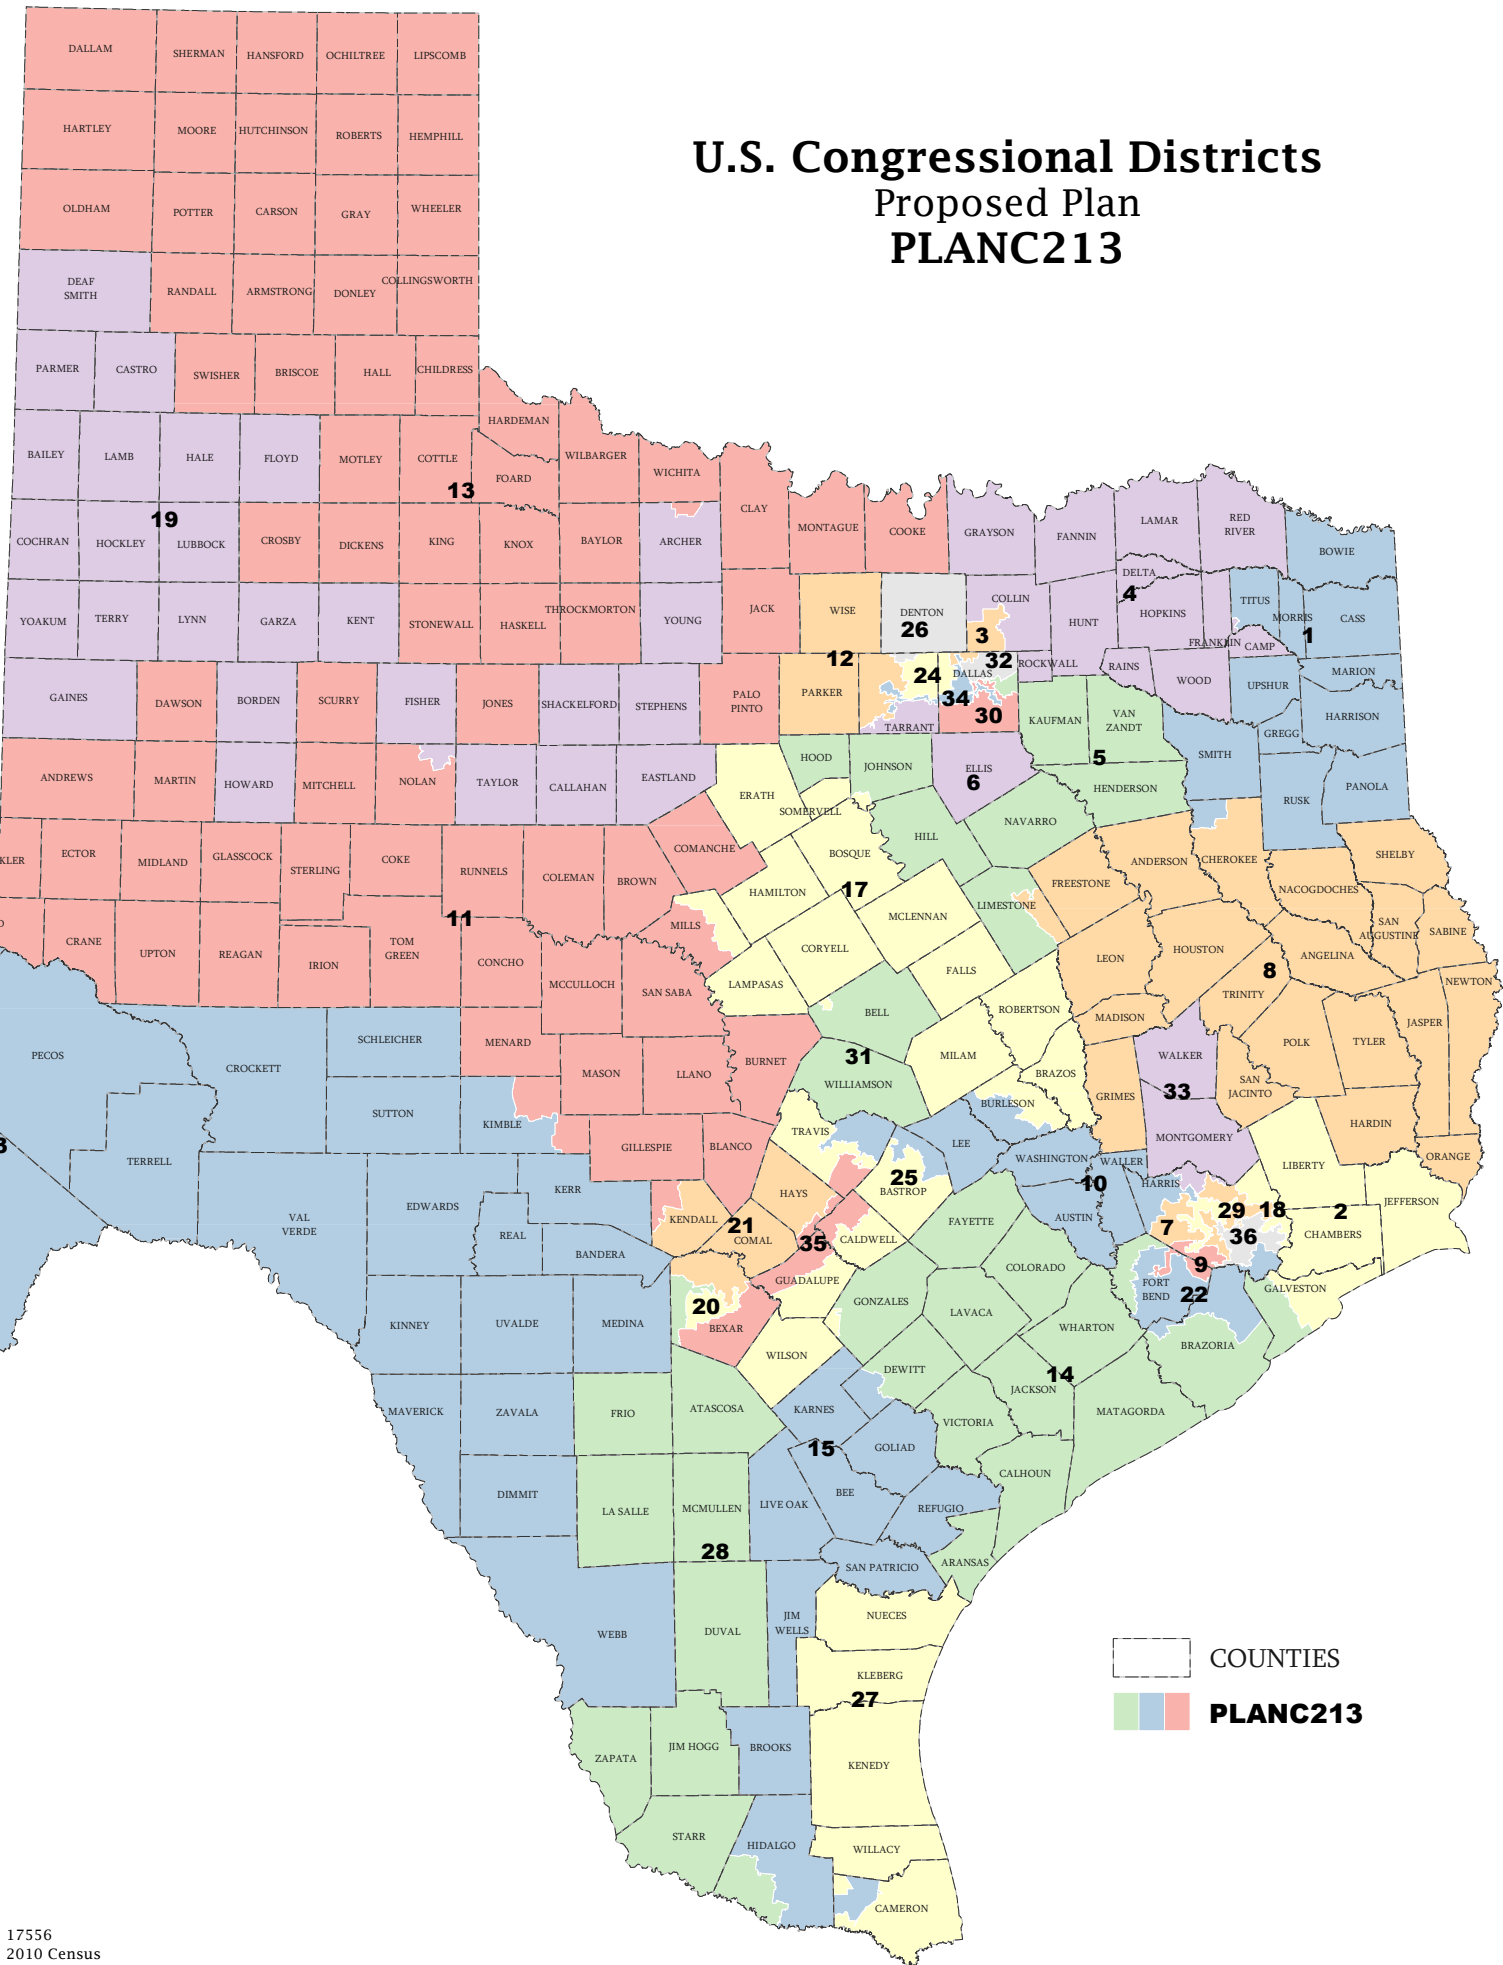 U.S. Congressional Districts
Proposed Plan
PLANC213
DALLAM
SHERMAN
HANSFORD
OCHILTREE
LIPSCOMB
HARTLEY
MOORE
HUTCHINSON
ROBERTS
HEMPHILL
OLDHAM
POTTER
CARSON
GRAY
WHEELER
DEAF
SMITH
RANDALL
ARMSTRONG
DONLEY
COLLINGSWORTH
PARMER
CASTRO
SWISHER
BRISCOE
HALL
CHILDRESS
HARDEMAN
BAILEY
LAMB
HALE
FLOYD
MOTLEY
COTTLE
FOARD
WILBARGER
WICHITA
13
19
COCHRAN
HOCKLEY
LUBBOCK
CROSBY
DICKENS
KING
KNOX
BAYLOR
ARCHER
CLAY
MONTAGUE
COOKE
GRAYSON
FANNIN
LAMAR
RED
RIVER
BOWIE
DELTA
4
YOAKUM
TERRY
LYNN
GARZA
KENT
STONEWALL
HASKELL
THROCKMORTON
YOUNG
JACK
WISE
DENTON
26
COLLIN
3
HUNT
HOPKINS
FRANKLIN
TITUS
MORRIS
1
CASS
CAMP
12
24
DALLAS
32
ROCKWALL
RAINS
WOOD
UPSHUR
MARION
GAINES
DAWSON
BORDEN
SCURRY
FISHER
JONES
SHACKELFORD
STEPHENS
PALO
PINTO
PARKER
TARRANT
34
30
KAUFMAN
VAN
ZANDT
GREGG
HARRISON
ANDREWS
MARTIN
HOWARD
MITCHELL
NOLAN
TAYLOR
CALLAHAN
EASTLAND
ERATH
HOOD
JOHNSON
ELLIS
6
5
HENDERSON
SMITH
RUSK
PANOLA
SOMERVELL
KLER
ECTOR
MIDLAND
GLASSCOCK
STERLING
COKE
RUNNELS
COLEMAN
BROWN
COMANCHE
BOSQUE
HILL
NAVARRO
ANDERSON
CHEROKEE
SHELBY
HAMILTON
17
FREESTONE
NACOGDOCHES
11
CRANE
UPTON
REAGAN
IRION
TOM
GREEN
CONCHO
MILLS
MCLENNAN
LIMESTONE
SAN
AUGUSTINE
SABINE
CORYELL
LEON
HOUSTON
ANGELINA
8
MCCULLOCH
SAN SABA
LAMPASAS
FALLS
TRINITY
NEWTON
BELL
ROBERTSON
MADISON
JASPER
PECOS
CROCKETT
SCHLEICHER
MENARD
MASON
LLANO
BURNET
31
WILLIAMSON
MILAM
BRAZOS
WALKER
33
POLK
TYLER
SAN
JACINTO
SUTTON
KIMBLE
GRIMES
BURLESON
HARDIN
3
TERRELL
GILLESPIE
BLANCO
TRAVIS
LEE
WASHINGTON
WALLER
MONTGOMERY
LIBERTY
ORANGE
25
BASTROP
10
HARRIS
VAL
VERDE
EDWARDS
KERR
REAL
BANDERA
KENDALL
21
COMAL
HAYS
35
CALDWELL
FAYETTE
AUSTIN
7
29
18
36
2
CHAMBERS
JEFFERSON
9
GUADALUPE
COLORADO
FORT
BEND
22
GALVESTON
20
BEXAR
GONZALES
LAVACA
KINNEY
UVALDE
MEDINA
WILSON
WHARTON
BRAZORIA
DEWITT
14
JACKSON
MATAGORDA
MAVERICK
ZAVALA
FRIO
ATASCOSA
KARNES
VICTORIA
15
GOLIAD
CALHOUN
DIMMIT
LA SALLE
MCMULLEN
LIVE OAK
BEE
REFUGIO
28
SAN PATRICIO
ARANSAS
WEBB
DUVAL
JIM
WELLS
NUECES
KLEBERG
27
ZAPATA
JIM HOGG
BROOKS
KENEDY
STARR
HIDALGO
WILLACY
CAMERON
COUNTIES
PLANC213
17556
2010 Census